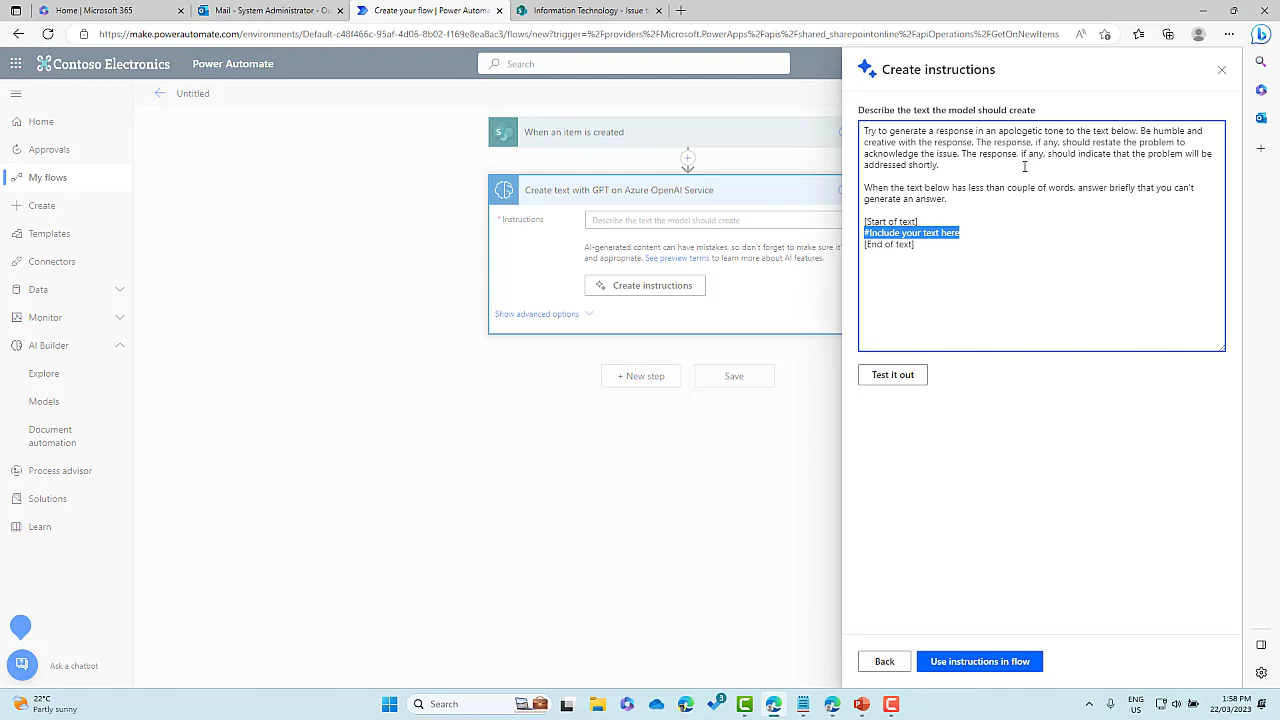 Home | Microsoft 365
Mail - System Administrator - Ou
Create your flow | Power Automa
Information Technology - Issue t
https://make.powerautomate.com/environments/Default-c48f466c-95af-4d06-8b02-f169e8ea8ac3/flows/new?trigger=%2Fproviders%2FMicrosoft.PowerApps%2Fapis%2Fshared_sharepointonline%2FapiOperations%2FGetOnNewItems
Contoso Electronics
Power Automate
Search
Untitled
Home
Approvals
My flows
Create
Templates
Connectors
Data
Monitor
AI Builder
Explore
Models
Document
automation
Process advisor
Solutions
Learn
Ask a chatbot
When an item is created
Create text with GPT on Azure OpenAI Service
* Instructions
Describe the text the model should create
AI-generated content can have mistakes, so don't forget to make sure it'
and appropriate. See preview terms to learn more about AI features.
Create instructions
Show advanced options
+ New step
Save
Create instructions
Describe the text the model should create
Try to generate a response in an apologetic tone to the text below. Be humble and
creative with the response. The response, if any, should restate the problem to
acknowledge the issue. The response, if any, should indicate that the problem will be
addressed shortly.
When the text below has less than couple of words, answer briefly that you can't
generate an answer.
[Start of text]
#Include your text here
[End of text]
Test it out
Back
Use instructions in flow
22°C
Partly sunny
Search
3
ENG
US
1:58 PM
22/03/2023